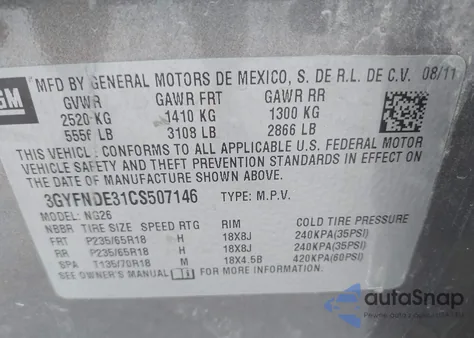 GM
MFD BY GENERAL MOTORS DE MEXICO, S. DE R.L. DE C.V. 08/11
GVWR GAWR FRT GAWR RR
2520 KG 1410 KG 1300 KG
5556 LB 3108 LB 2866 LB
THIS VEHICLE CONFORMS TO ALL APPLICABLE U.S. FEDERAL MOTOR
VEHICLE SAFETY AND THEFT PREVENTION STANDARDS IN EFFECT ON
THE DATE OF MANUFACTURE SHOWN ABOVE.
3GYFNDE31CS507146 TYPE: M.P.V.
MODEL: NG26
NBBR TIRE SIZE SPEED RTG RIM COLD TIRE PRESSURE
FRT P235/65R18 H 18X8J 240KPA(35PSI)
RR P235/65R18 H 18X8J 240KPA(35PSI)
SPA T135/70R18 M 18X4.5B 420KPA(60PSI)
SEE OWNER'S MANUAL
autoSnap